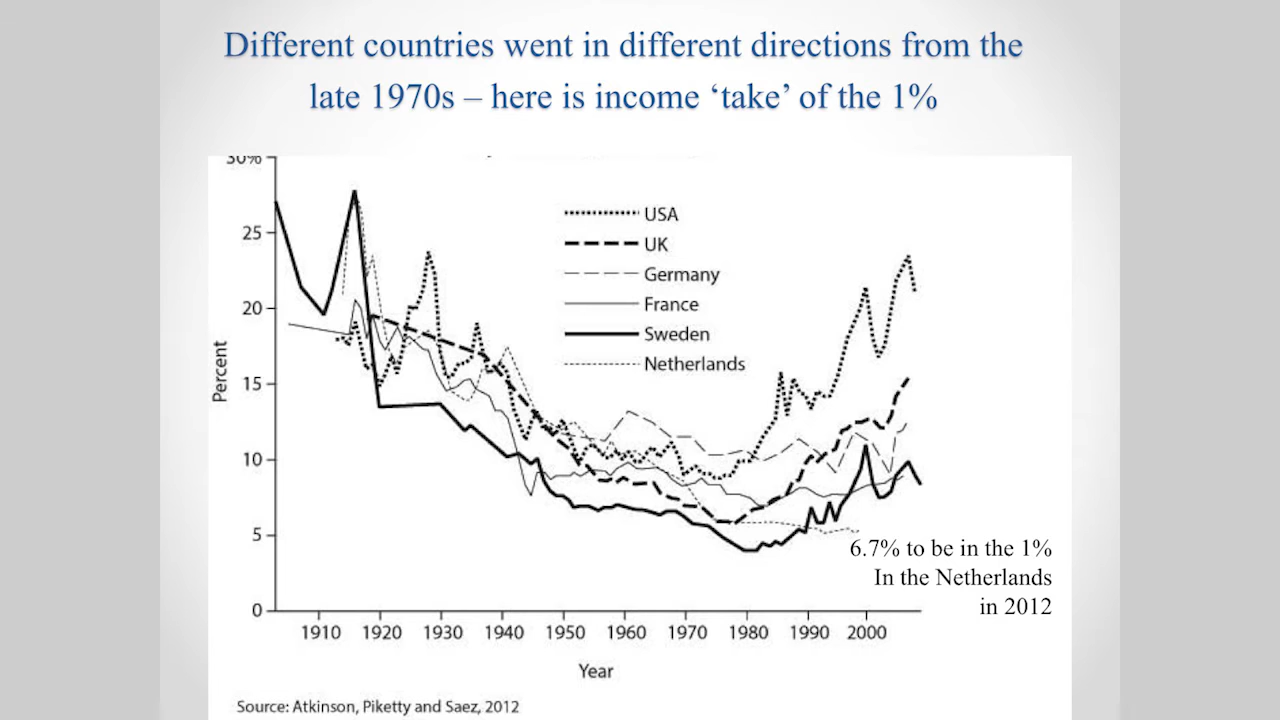 Different countries went in different directions from the
late 1970s – here is income ‘take’ of the 1%
30%
25
20
15
10
5
0
Percent
USA
UK
Germany
France
Sweden
Netherlands
6.7% to be in the 1%
In the Netherlands
in 2012
1910 1920 1930 1940 1950 1960 1970 1980 1990 2000
Year
Source: Atkinson, Piketty and Saez, 2012